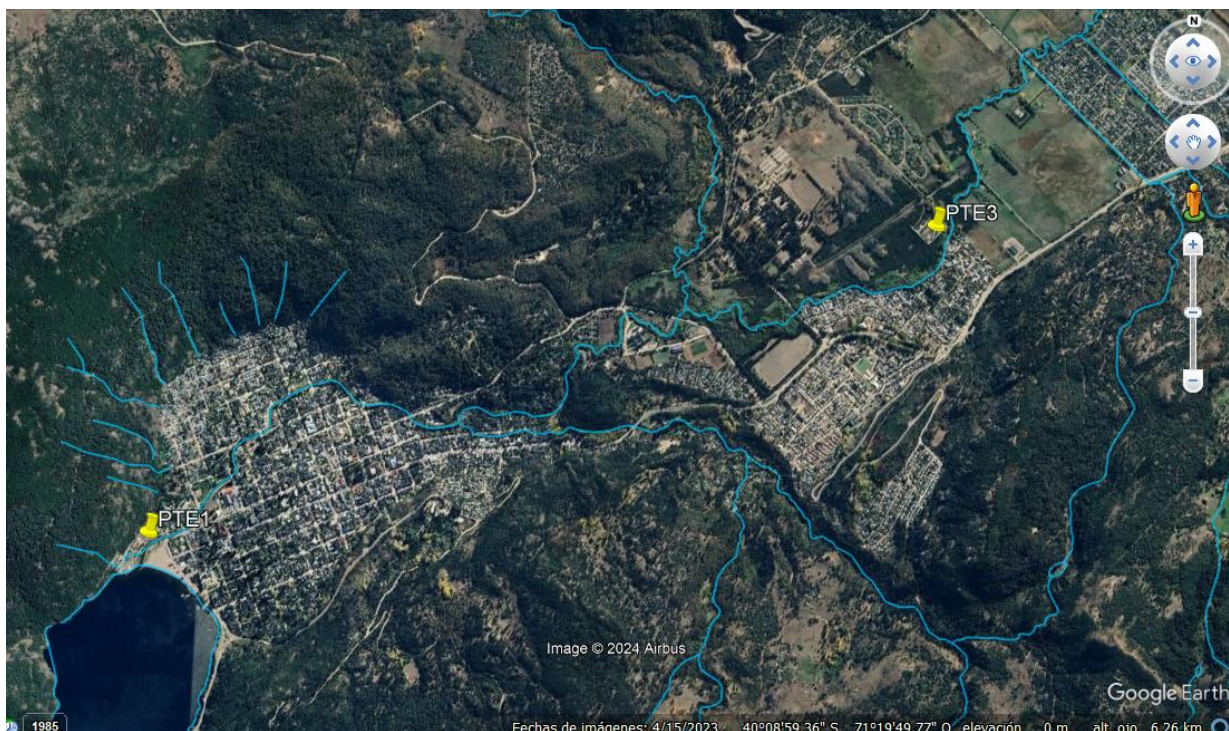 N
PTE3
PTE1
Image © 2024 Airbus
Google Earth
1985
Fechas de imágenes: 4/15/2023 40°08'59.36" S 71°19'49.77" O elevación 0 m alt. ojo 6.26 km